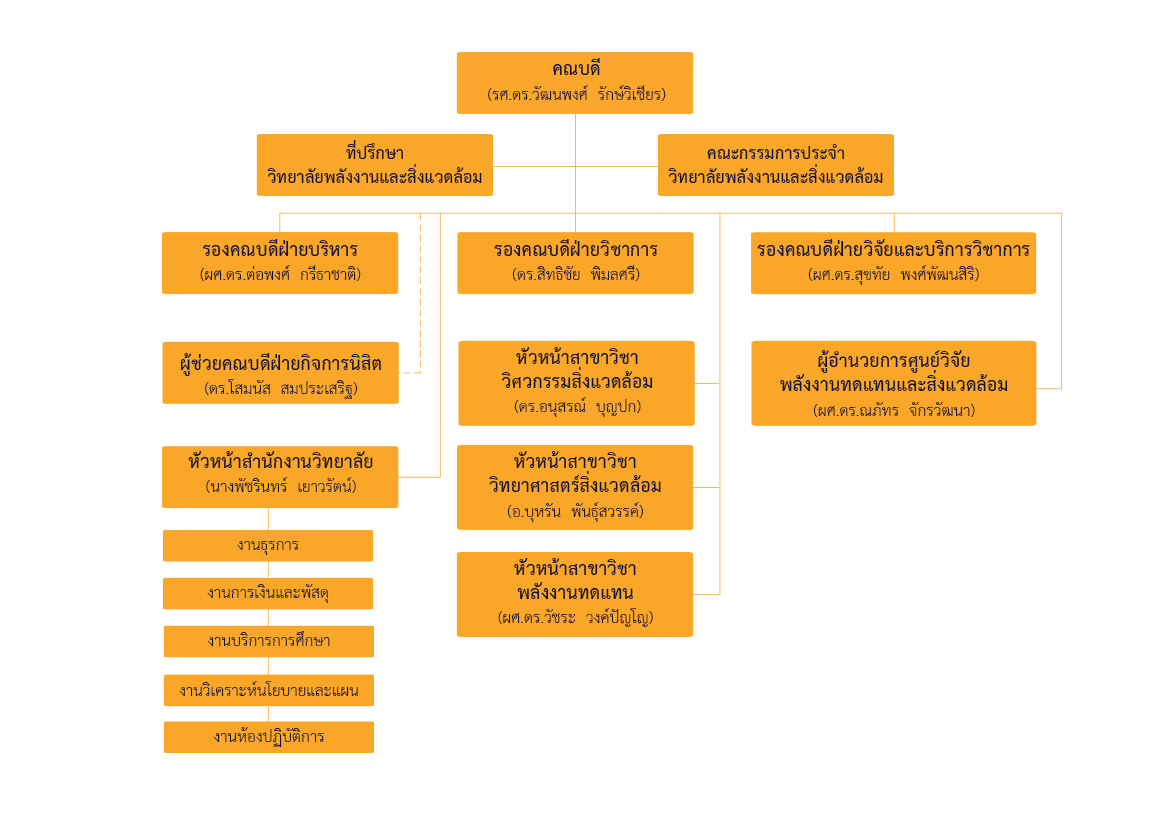 คณบดี
(รศ.ดร.วัฒนพงศ์ รักษ์วิเชียร)
ที่ปรึกษา
วิทยาลัยพลังงานและสิ่งแวดล้อม
คณะกรรมการประจำ
วิทยาลัยพลังงานและสิ่งแวดล้อม
รองคณบดีฝ่ายบริหาร
(ผศ.ดร.ต่อพงศ์ กรีธาชาติ)
รองคณบดีฝ่ายวิชาการ
(ดร.สิทธิชัย พิมลศรี)
รองคณบดีฝ่ายวิจัยและบริการวิชาการ
(ผศ.ดร.สุขทัย พงศ์พัฒนสิริ)
ผู้ช่วยคณบดีฝ่ายกิจการนิสิต
(ดร.โสมนัส สมประเสริฐ)
หัวหน้าสาขาวิชา
วิศวกรรมสิ่งแวดล้อม
(ดร.อนุสรณ์ บุญปก)
ผู้อำนวยการศูนย์วิจัย
พลังงานทดแทนและสิ่งแวดล้อม
(ผศ.ดร.ณภัทร จักรวัฒนา)
หัวหน้าสำนักงานวิทยาลัย
(นางพัชรินทร์ เยาวรัตน์)
หัวหน้าสาขาวิชา
วิทยาศาสตร์สิ่งแวดล้อม
(อ.บุหรัน พันธุ์สวรรค์)
หัวหน้าสาขาวิชา
พลังงานทดแทน
(ผศ.ดร.วัชระ วงค์ปัญโญ)
งานธุรการ
งานการเงินและพัสดุ
งานบริการการศึกษา
งานวิเคราะห์นโยบายและแผน
งานห้องปฏิบัติการ